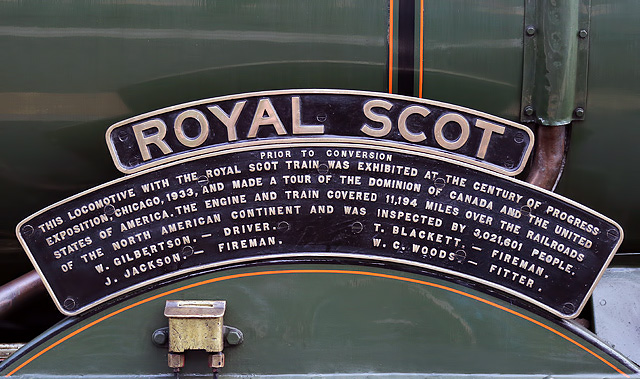 ROYAL SCOT
PRIOR TO CONVERSION
THIS LOCOMOTIVE WITH THE ROYAL SCOT TRAIN WAS EXHIBITED AT THE CENTURY OF PROGRESS
EXPOSITION, CHICAGO, 1933, AND MADE A TOUR OF THE DOMINION OF CANADA AND THE UNITED
STATES OF AMERICA. THE ENGINE AND TRAIN COVERED 11,194 MILES OVER THE RAILROADS
OF THE NORTH AMERICAN CONTINENT AND WAS INSPECTED BY 3,021,601 PEOPLE.
W. GILBERTSON. — DRIVER. T. BLACKETT. — FIREMAN.
J. JACKSON. — FIREMAN. W. C. WOODS. — FITTER.